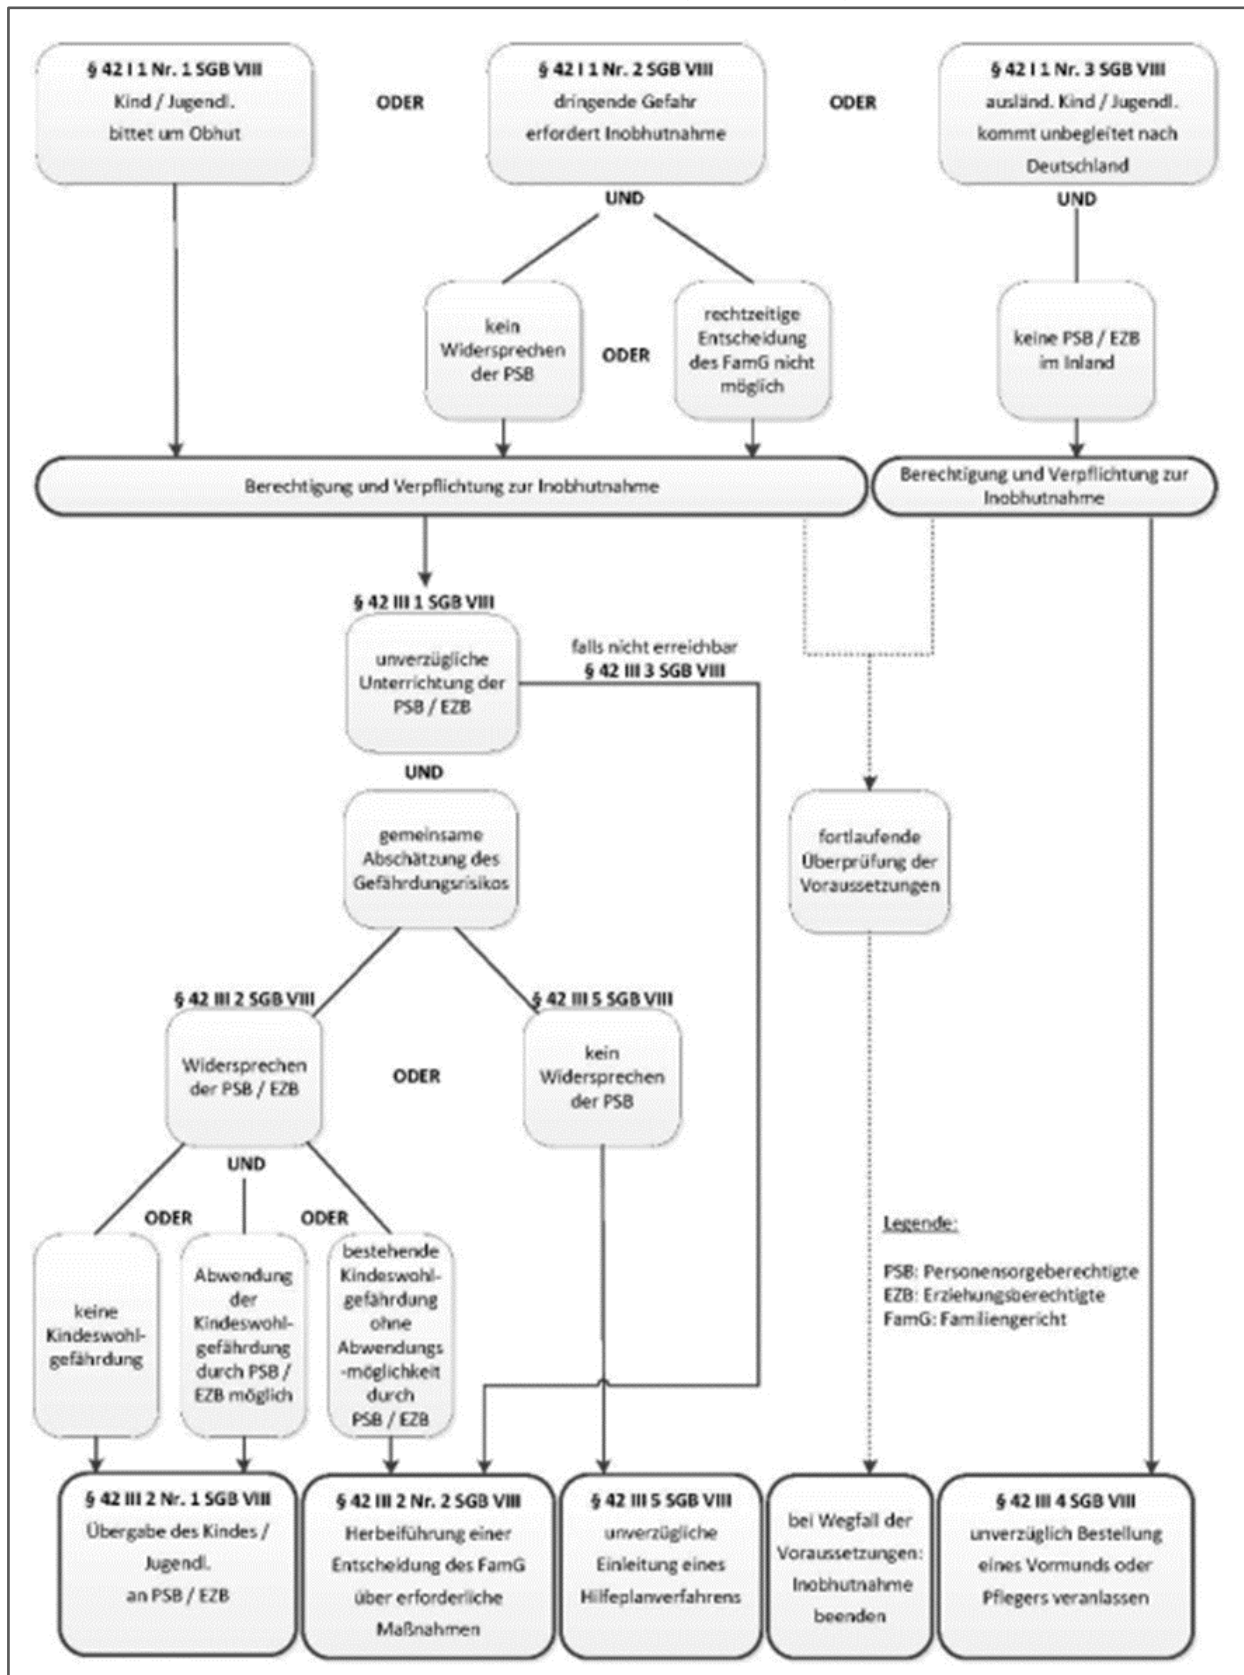 § 42 I 1 Nr. 1 SGB VIII
Kind / Jugendl.
bittet um Obhut
ODER
§ 42 I 1 Nr. 2 SGB VIII
dringende Gefahr
erfordert Inobhutnahme
ODER
§ 42 I 1 Nr. 3 SGB VIII
ausländ. Kind / Jugendl.
kommt unbegleitet nach
Deutschland
UND
UND
kein
Widersprechen
der PSB
ODER
rechtzeitige
Entscheidung
des FamG nicht
möglich
keine PSB / EZB
im Inland
Berechtigung und Verpflichtung zur Inobhutnahme
Berechtigung und Verpflichtung zur
Inobhutnahme
§ 42 III 1 SGB VIII
unverzügliche
Unterrichtung der
PSB / EZB
falls nicht erreichbar
§ 42 III 3 SGB VIII
UND
gemeinsame
Abschätzung des
Gefährdungsrisikos
fortlaufende
Überprüfung der
Voraussetzungen
§ 42 III 2 SGB VIII
Widersprechen
der PSB / EZB
ODER
§ 42 III 5 SGB VIII
kein
Widersprechen
der PSB
UND
ODER
ODER
keine
Kindeswohl-
gefährdung
Abwendung
der
Kindeswohl-
gefährdung
durch PSB /
EZB möglich
bestehende
Kindeswohl-
gefährdung
ohne
Abwendungs
-möglichkeit
durch
PSB / EZB
Legende:
PSB: Personensorgeberechtigte
EZB: Erziehungsberechtigte
FamG: Familiengericht
§ 42 III 2 Nr. 1 SGB VIII
Übergabe des Kindes /
Jugendl.
an PSB / EZB
§ 42 III 2 Nr. 2 SGB VIII
Herbeiführung einer
Entscheidung des FamG
über erforderliche
Maßnahmen
§ 42 III 5 SGB VIII
unverzügliche
Einleitung eines
Hilfeplanverfahrens
bei Wegfall der
Voraussetzungen:
Inobhutnahme
beenden
§ 42 III 4 SGB VIII
unverzüglich Bestellung
eines Vormunds oder
Pflegers veranlassen